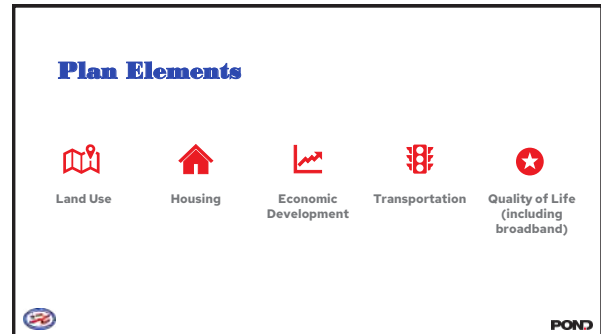 Plan Elements
Land Use
Housing
Economic
Development
Transportation
Quality of Life
(including
broadband)
POND